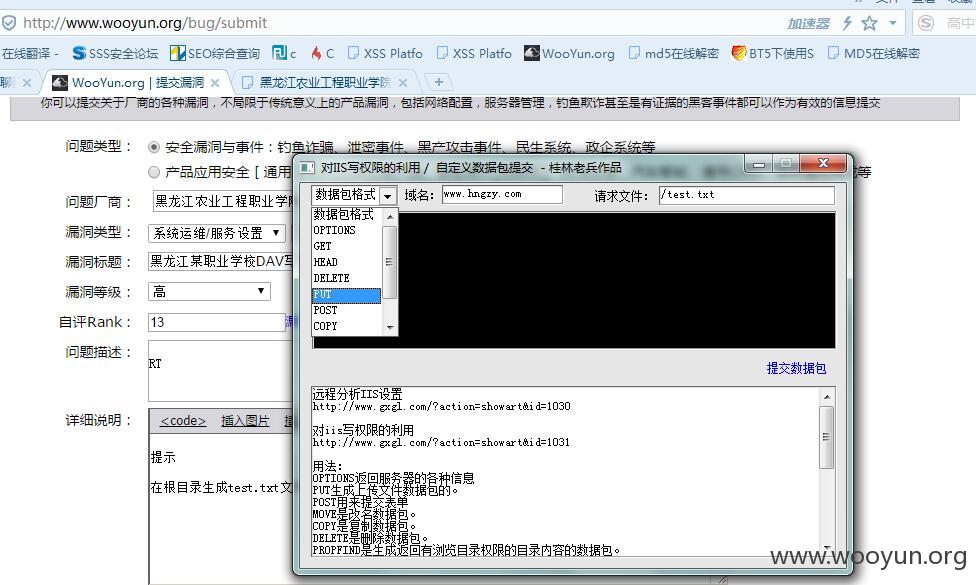 http://www.wooyun.org/bug/submit 加速器 高中
在线翻译 - SSS安全论坛 SEO综合查询 c C XSS Platfo XSS Platfo WooYun.org md5在线解密 BT5下使用S MD5在线解密
聊 WooYun.org | 提交漏洞 黑龙江农业工程职业学院
你可以提交关于厂商的各种漏洞，不局限于传统意义上的产品漏洞，包括网络配置，服务器管理，钓鱼欺诈甚至是有证据的黑客事件都可以作为有效的信息提交
问题类型： 安全漏洞与事件：钓鱼诈骗、泄密事件、黑产攻击事件、民生系统、政企系统等
产品应用安全 [ 通用 等
问题厂商： 黑龙江农业工程职业学院
漏洞类型： 系统运维/服务设置
漏洞标题： 黑龙江某职业学校DAV写
漏洞等级： 高
自评Rank： 13
问题描述： RT
详细说明： <code> 插入图片
提示
在根目录生成test.txt文
对IIS写权限的利用 / 自定义数据包提交 - 桂林老兵作品
数据包格式 域名: www.hngzy.com 请求文件: /test.txt
数据包格式
OPTIONS
GET
HEAD
DELETE
PUT
POST
COPY
提交数据包
远程分析IIS设置
http://www.gxgl.com/?action=showart&id=1030
对iis写权限的利用
http://www.gxgl.com/?action=showart&id=1031
用法:
OPTIONS返回服务器的各种信息
PUT生成上传文件数据包的。
POST用来提交表单
MOVE是改名数据包。
COPY是复制数据包。
DELETE是删除数据包。
PROPFIND是生成返回有浏览目录权限的目录内容的数据包。
www.wooyun.org